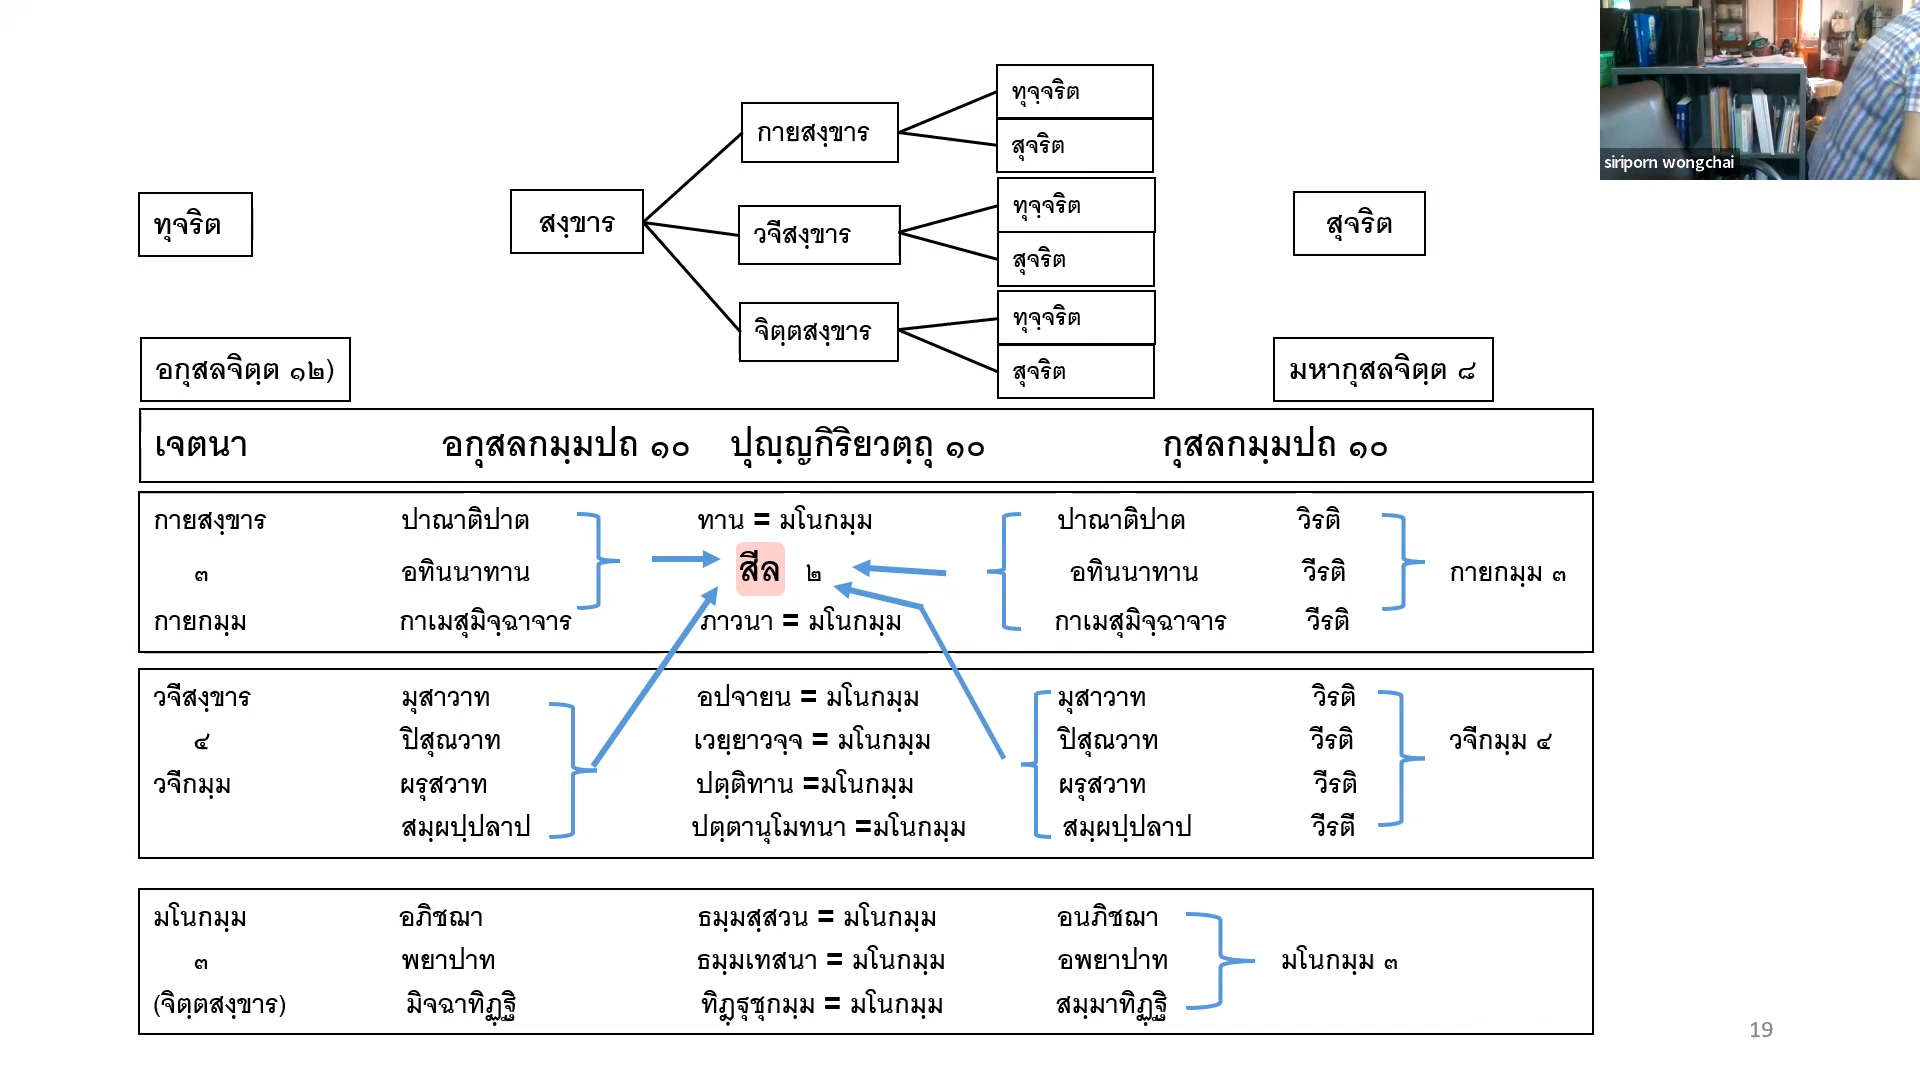 ทุจฺจริต
กายสงฺขาร
สุจริต
siriporn wongchai
ทุจริต
สงฺขาร
ทุจฺจริต
วจีสงฺขาร
สุจริต
สุจริต
ทุจฺจริต
จิตฺตสงฺขาร
สุจริต
อกุสลจิตฺต ๑๒)
มหากุสลจิตฺต ๘
เจตนา อกุสลกมฺมปถ ๑๐ ปุญฺญกิริยวตฺถุ ๑๐ กุสลกมฺมปถ ๑๐
กายสงฺขาร ปาณาติปาต ทาน = มโนกมฺม ปาณาติปาต วิรติ
๓ อทินนาทาน สีล ๒ อทินนาทาน วีรติ กายกมฺม ๓
กายกมฺม กาเมสุมิจฺฉาจาร ภาวนา = มโนกมฺม กาเมสุมิจฺฉาจาร วีรติ
วจีสงฺขาร มุสาวาท อปจายน = มโนกมฺม มุสาวาท วิรติ
๔ ปิสุณวาท เวยฺยาวจฺจ = มโนกมฺม ปิสุณวาท วีรติ วจีกมฺม ๔
วจีกมฺม ผรุสวาท ปตฺติทาน =มโนกมฺม ผรุสวาท วีรติ
สมฺผปฺปลาป ปตฺตานุโมทนา =มโนกมฺม สมฺผปฺปลาป วีรตี
มโนกมฺม อภิชฌา ธมฺมสฺสวน = มโนกมฺม อนภิชฌา
๓ พยาปาท ธมฺมเทสนา = มโนกมฺม อพยาปาท มโนกมฺม ๓
(จิตฺตสงฺขาร) มิจฉาทิฏฺฐิ ทิฏฺฐุชุกมฺม = มโนกมฺม สมฺมาทิฏฺฐิ
19